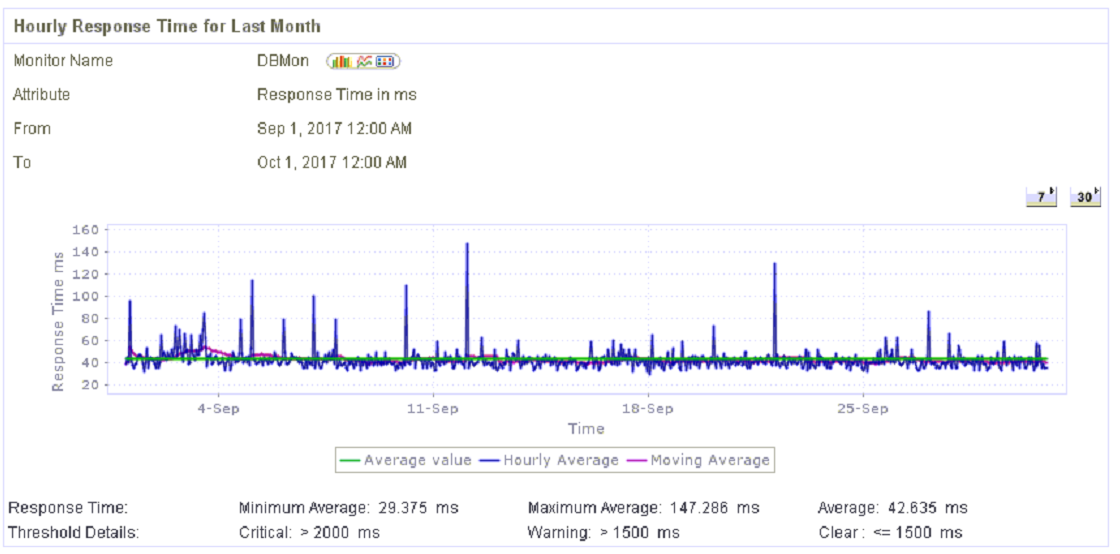 Hourly Response Time for Last Month
Monitor Name DBMon
Attribute Response Time in ms
From Sep 1, 2017 12:00 AM
To Oct 1, 2017 12:00 AM
7 30
160
140
120
100
80
60
40
20
Response Time ms
4-Sep 11-Sep 18-Sep 25-Sep
Time
Average value Hourly Average Moving Average
Response Time: Minimum Average: 29.375 ms Maximum Average: 147.286 ms Average: 42.635 ms
Threshold Details: Critical: > 2000 ms Warning: > 1500 ms Clear : <= 1500 ms